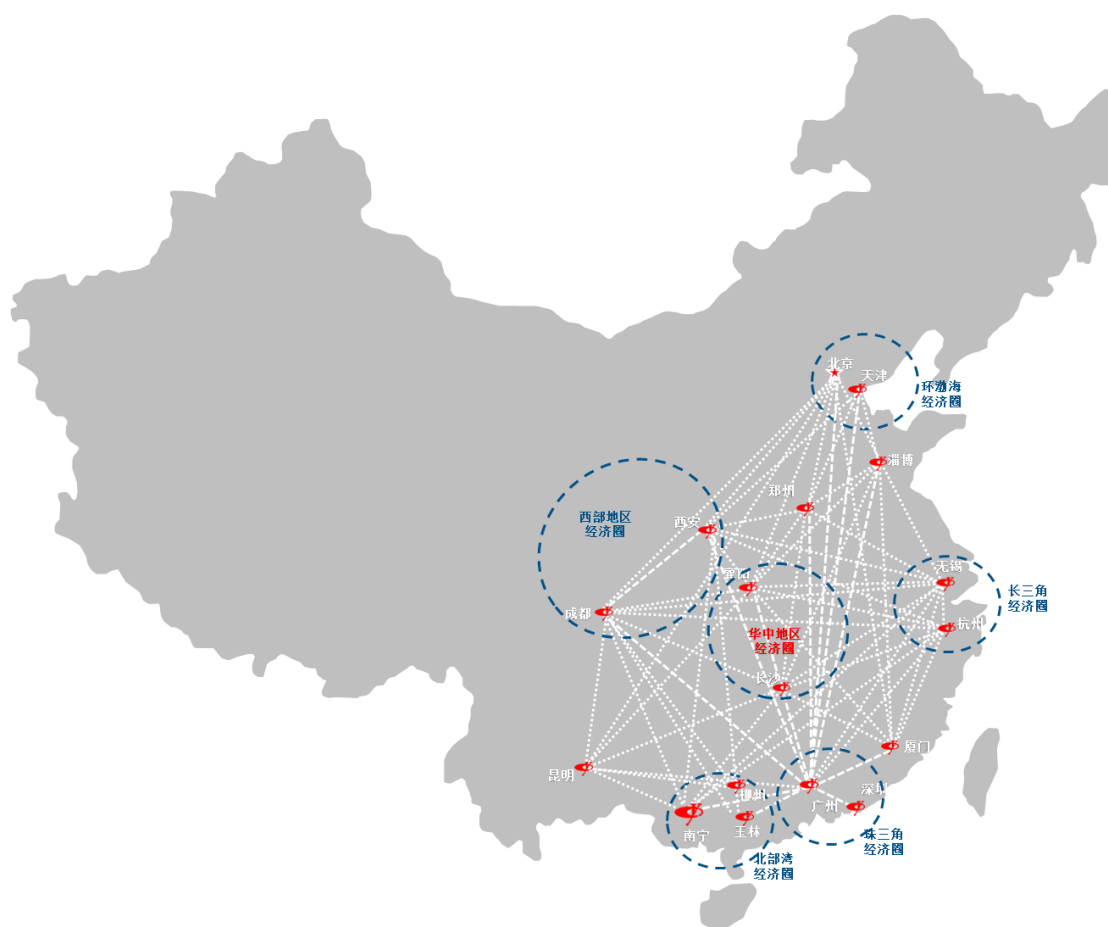 北京
天津
环渤海
经济圈
淄博
郑州
西部地区
经济圈
西安
无锡
襄阳
长三角
经济圈
成都
杭州
华中地区
经济圈
长沙
厦门
昆明
柳州
深圳
广州
南宁
玉林
珠三角
经济圈
北部湾
经济圈